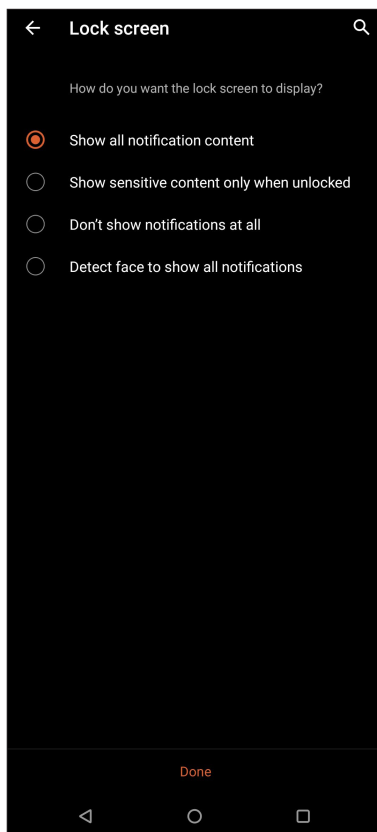 Lock screen
How do you want the lock screen to display?
Show all notification content
Show sensitive content only when unlocked
Don’t show notifications at all
Detect face to show all notifications
Done